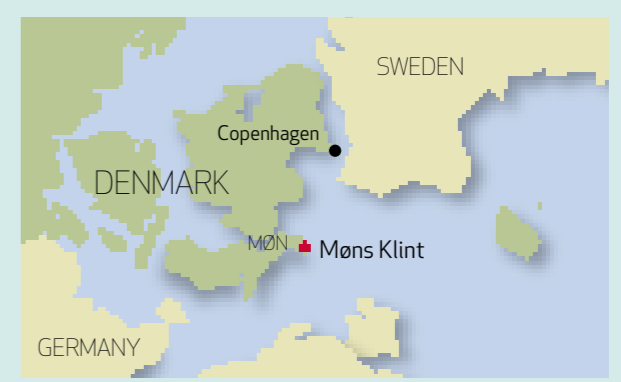 SWEDEN
Copenhagen
DENMARK
MØN
Møns Klint
GERMANY